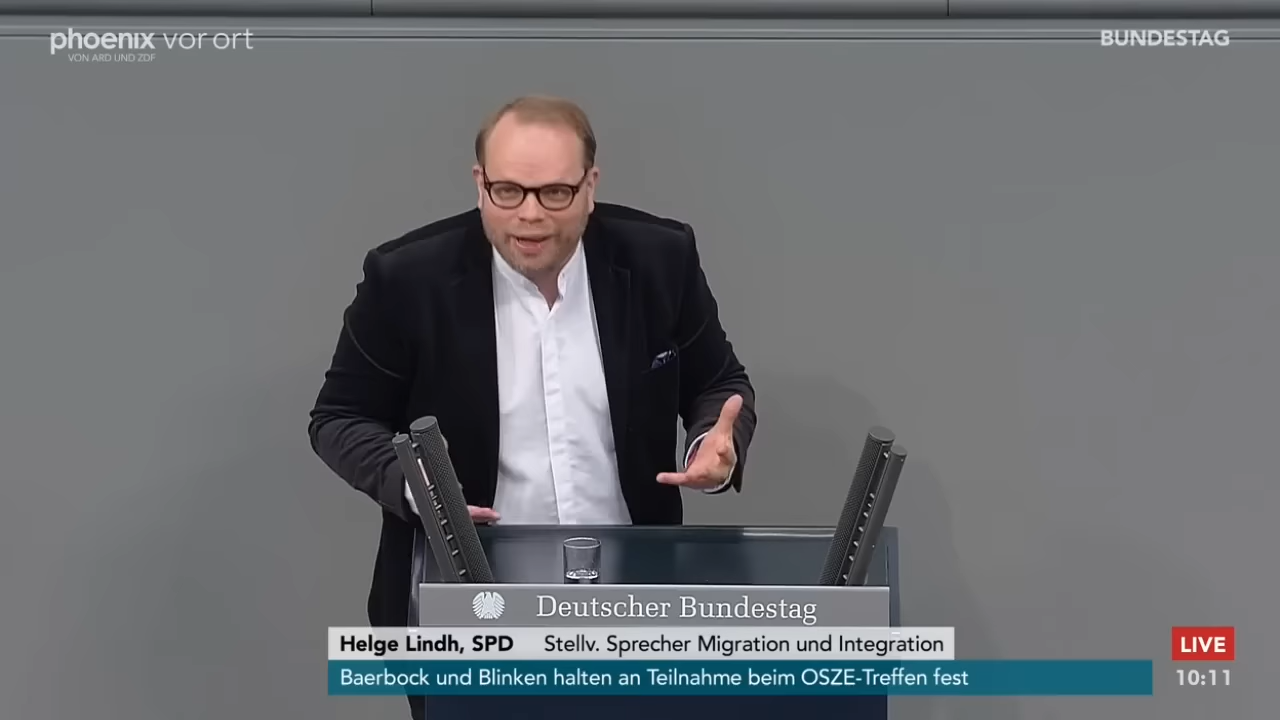 phoenix vor ort
VON ARD UND ZDF
BUNDESTAG
Deutscher Bundestag
Helge Lindh, SPD Stellv. Sprecher Migration und Integration
LIVE
Baerbock und Blinken halten an Teilnahme beim OSZE-Treffen fest
10:11